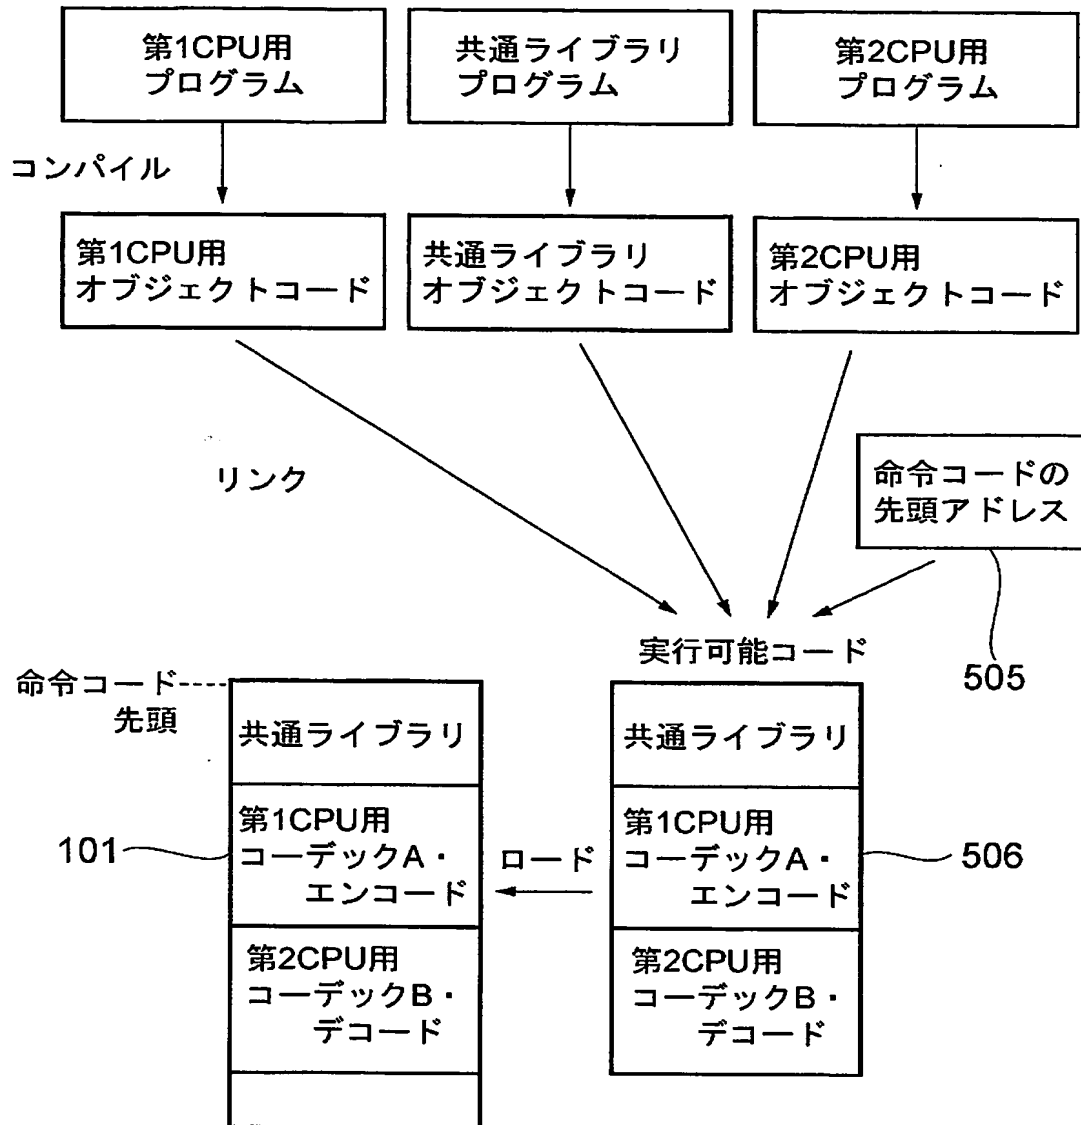 第1CPU用
プログラム
共通ライブラリ
プログラム
第2CPU用
プログラム
コンパイル
第1CPU用
オブジェクトコード
共通ライブラリ
オブジェクトコード
第2CPU用
オブジェクトコード
リンク
命令コードの
先頭アドレス
505
実行可能コード
命令コード
先頭
共通ライブラリ
第1CPU用
コーデックA・
エンコード
第2CPU用
コーデックB・
デコード
101
ロード
共通ライブラリ
第1CPU用
コーデックA・
エンコード
第2CPU用
コーデックB・
デコード
506